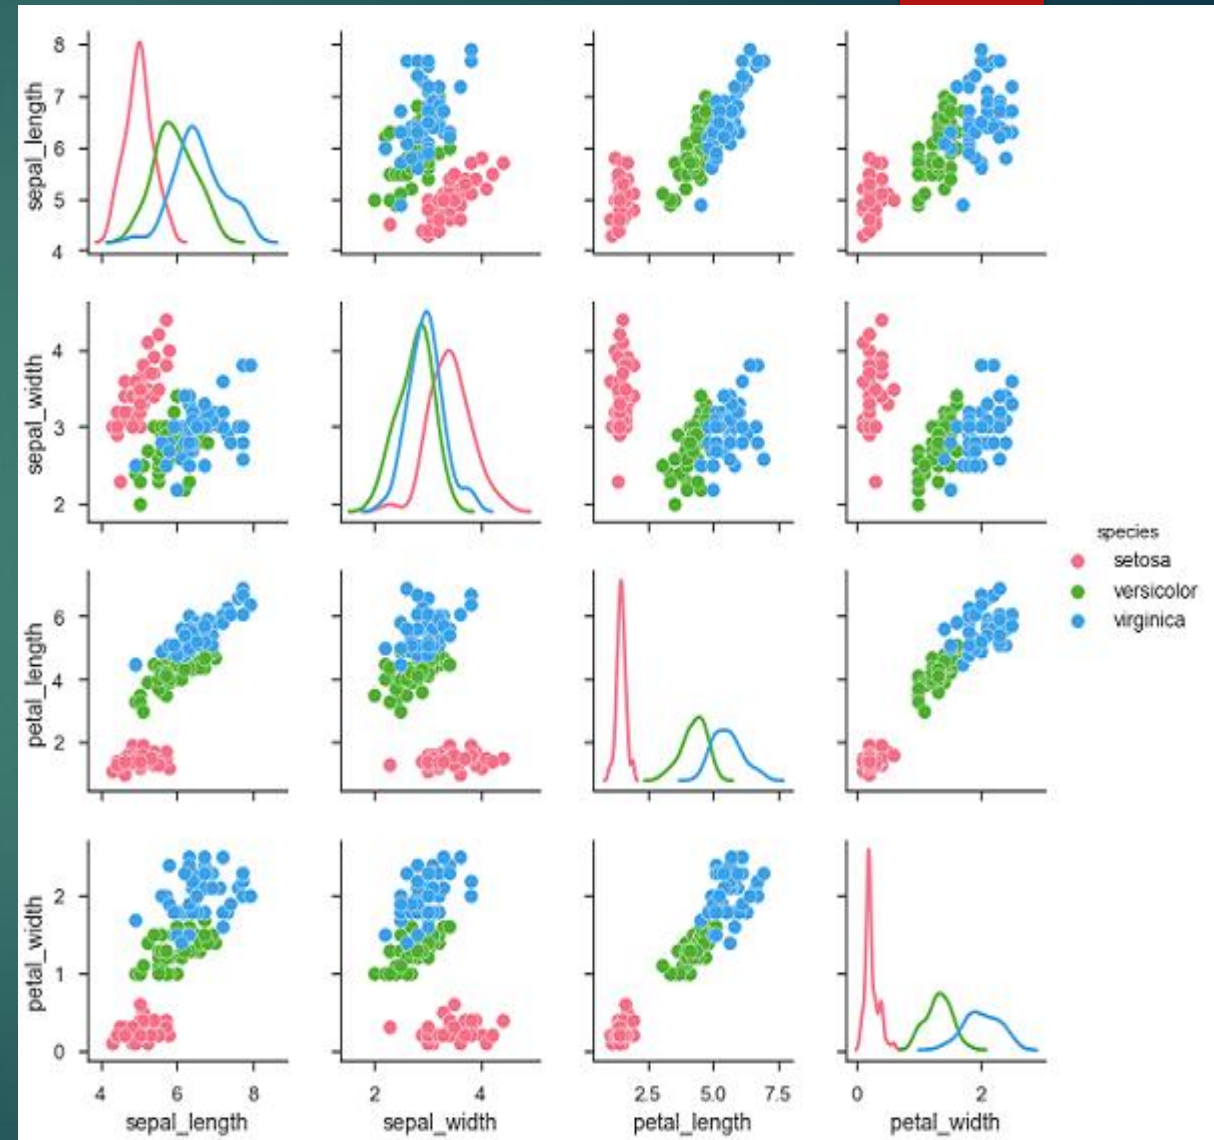 8
7
6
5
4
sepal_length
4
3
2
sepal_width
species
setosa
versicolor
virginica
6
4
2
petal_length
2
1
0
petal_width
4 6 8
2 4
2.5 5.0 7.5
0 2
sepal_length
sepal_width
petal_length
petal_width